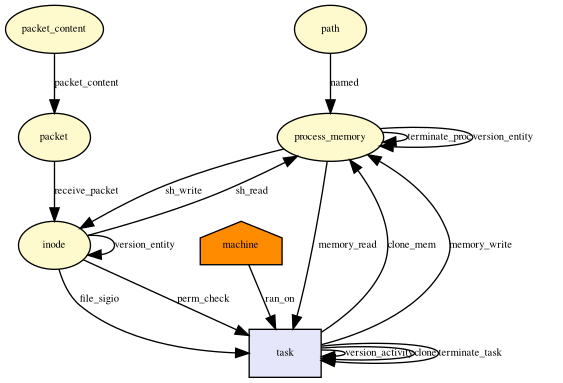 packet_content
path
packet_content
named
packet
process_memory
terminate_proc
version_entity
receive_packet
sh_write
sh_read
inode
version_entity
machine
memory_read
clone_mem
memory_write
file_sigio
perm_check
ran_on
task
version_activity
clone
terminate_task